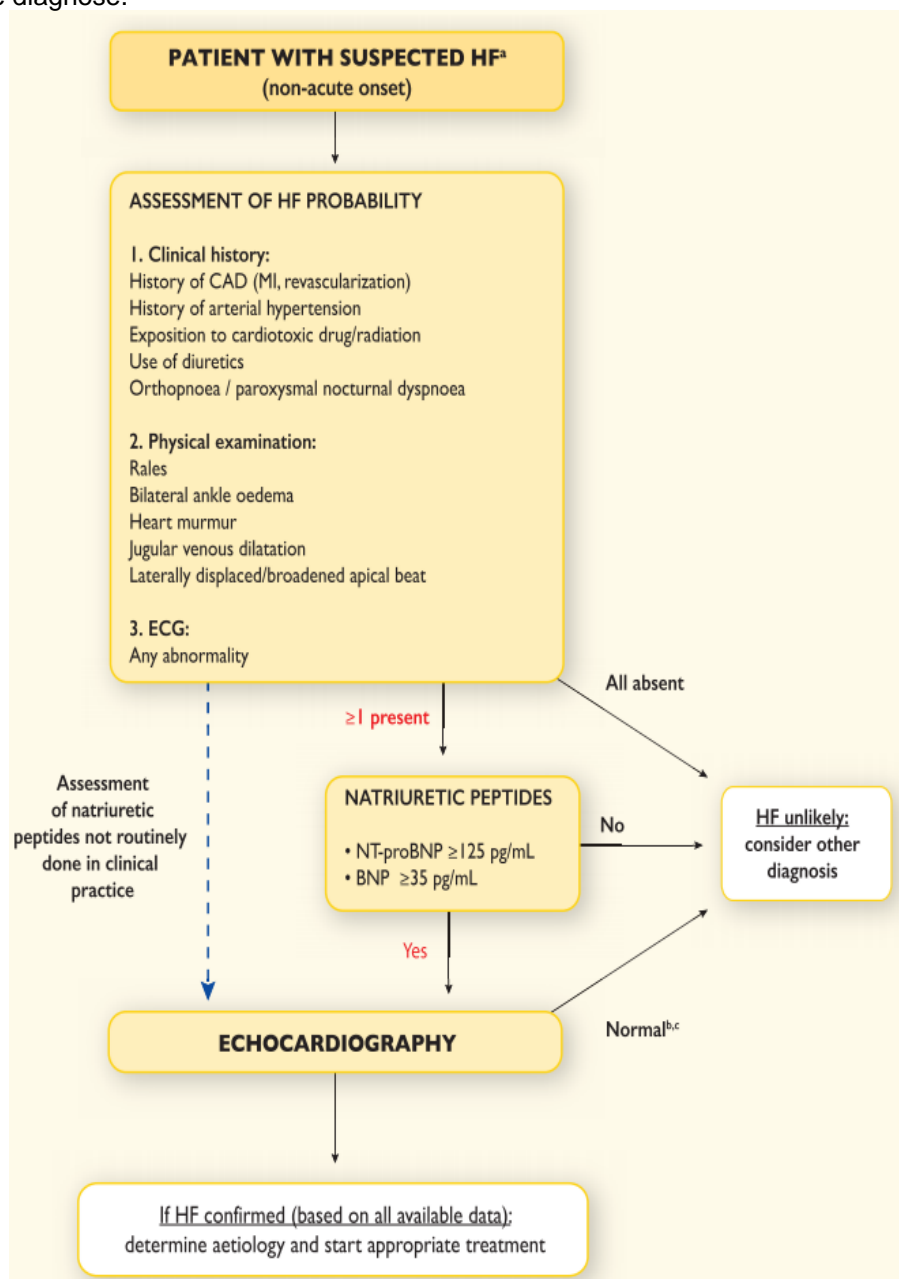 diagnose.
PATIENT WITH SUSPECTED HFᵃ
(non-acute onset)
ASSESSMENT OF HF PROBABILITY
1. Clinical history:
History of CAD (MI, revascularization)
History of arterial hypertension
Exposition to cardiotoxic drug/radiation
Use of diuretics
Orthopnoea / paroxysmal nocturnal dyspnoea
2. Physical examination:
Rales
Bilateral ankle oedema
Heart murmur
Jugular venous dilatation
Laterally displaced/broadened apical beat
3. ECG:
Any abnormality
All absent
≥1 present
Assessment
of natriuretic
peptides not routinely
done in clinical
practice
NATRIURETIC PEPTIDES
• NT-proBNP ≥125 pg/mL
• BNP ≥35 pg/mL
No
HF unlikely:
consider other
diagnosis
Yes
ECHOCARDIOGRAPHY
Normalᵇ,ᶜ
If HF confirmed (based on all available data):
determine aetiology and start appropriate treatment